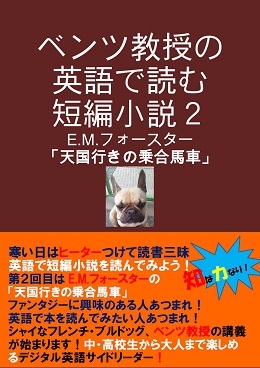 ベンツ教授の
英語で読む
短編小説２
E.M.フォースター
「天国行きの乗合馬車」
寒い日はヒーターつけて読書三昧
英語で短編小説を読んでみよう！
第２回目は E.M.フォースターの
「天国行きの乗合馬車」
ファンタジーに興味のある人あつまれ！
英語で本を読んでみたい人あつまれ！
シャイなフレンチ・ブルドッグ、ベンツ教授の講義
が始まります！中・高校生から大人まで楽しめ
るデジタル英語サイドリーダー！
知は力なり！